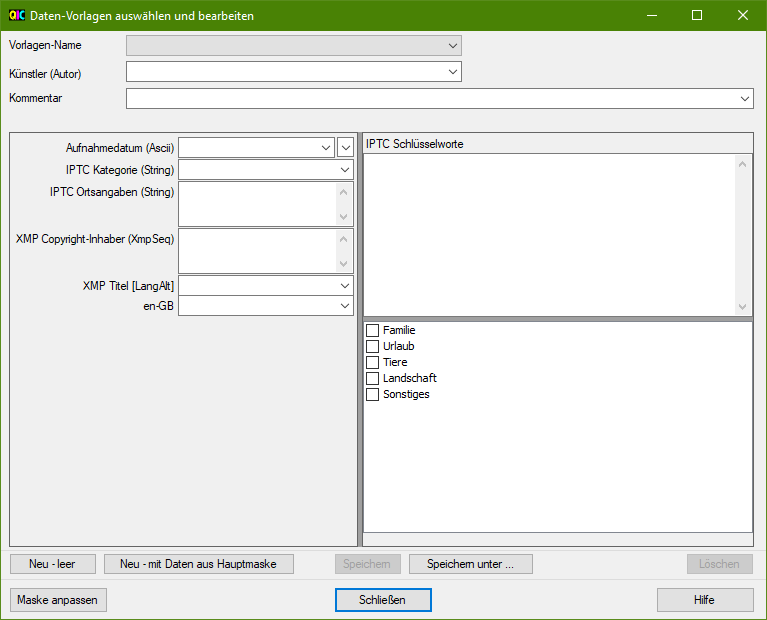 QIC Daten-Vorlagen auswählen und bearbeiten
Vorlagen-Name
Künstler (Autor)
Kommentar
Aufnahmedatum (Ascii)
IPTC Kategorie (String)
IPTC Ortsangaben (String)
XMP Copyright-Inhaber (XmpSeq)
XMP Titel [LangAlt]
en-GB
IPTC Schlüsselworte
Familie
Urlaub
Tiere
Landschaft
Sonstiges
Neu - leer Neu - mit Daten aus Hauptmaske Speichern Speichern unter ... Löschen
Maske anpassen Schließen Hilfe